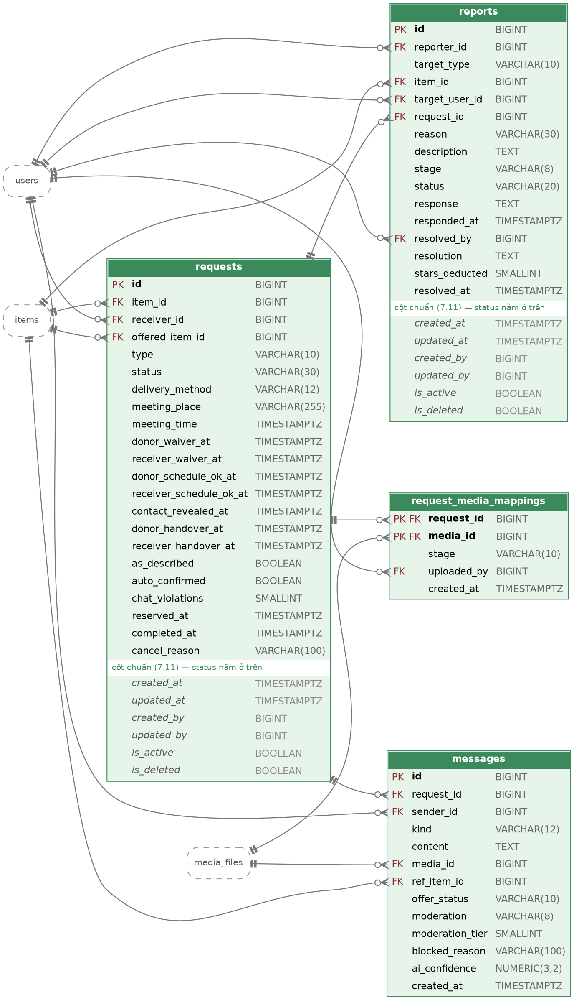 reports
PK id BIGINT
FK reporter_id BIGINT
target_type VARCHAR(10)
FK item_id BIGINT
FK target_user_id BIGINT
FK request_id BIGINT
reason VARCHAR(30)
description TEXT
stage VARCHAR(8)
status VARCHAR(20)
response TEXT
responded_at TIMESTAMPTZ
FK resolved_by BIGINT
resolution TEXT
stars_deducted SMALLINT
resolved_at TIMESTAMPTZ
cột chuẩn (7.11) — status nằm ở trên
created_at TIMESTAMPTZ
updated_at TIMESTAMPTZ
created_by BIGINT
updated_by BIGINT
is_active BOOLEAN
is_deleted BOOLEAN
users
items
requests
PK id BIGINT
FK item_id BIGINT
FK receiver_id BIGINT
FK offered_item_id BIGINT
type VARCHAR(10)
status VARCHAR(30)
delivery_method VARCHAR(12)
meeting_place VARCHAR(255)
meeting_time TIMESTAMPTZ
donor_waiver_at TIMESTAMPTZ
receiver_waiver_at TIMESTAMPTZ
donor_schedule_ok_at TIMESTAMPTZ
receiver_schedule_ok_at TIMESTAMPTZ
contact_revealed_at TIMESTAMPTZ
donor_handover_at TIMESTAMPTZ
receiver_handover_at TIMESTAMPTZ
as_described BOOLEAN
auto_confirmed BOOLEAN
chat_violations SMALLINT
reserved_at TIMESTAMPTZ
completed_at TIMESTAMPTZ
cancel_reason VARCHAR(100)
cột chuẩn (7.11) — status nằm ở trên
created_at TIMESTAMPTZ
updated_at TIMESTAMPTZ
created_by BIGINT
updated_by BIGINT
is_active BOOLEAN
is_deleted BOOLEAN
request_media_mappings
PK FK request_id BIGINT
PK FK media_id BIGINT
stage VARCHAR(10)
FK uploaded_by BIGINT
created_at TIMESTAMPTZ
media_files
messages
PK id BIGINT
FK request_id BIGINT
FK sender_id BIGINT
kind VARCHAR(12)
content TEXT
FK media_id BIGINT
FK ref_item_id BIGINT
offer_status VARCHAR(10)
moderation VARCHAR(8)
moderation_tier SMALLINT
blocked_reason VARCHAR(100)
ai_confidence NUMERIC(3,2)
created_at TIMESTAMPTZ